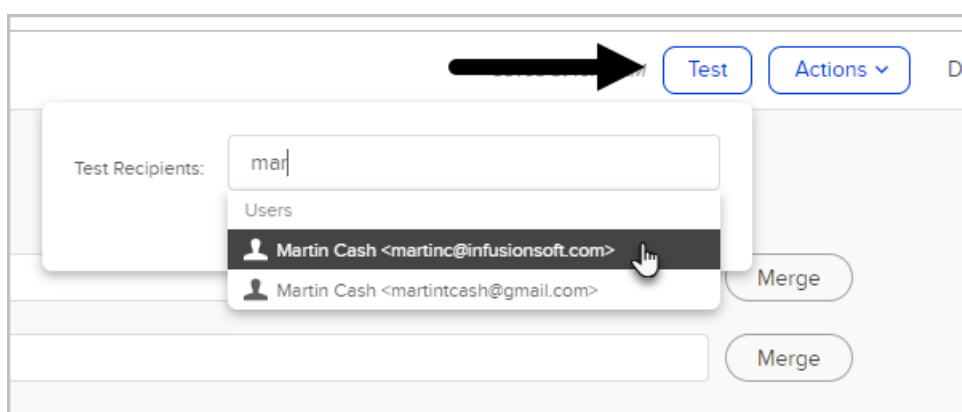 Test
Actions
D
Test Recipients:
mar
Users
Martin Cash <martinc@infusionsoft.com>
Martin Cash <martintcash@gmail.com>
Merge
Merge